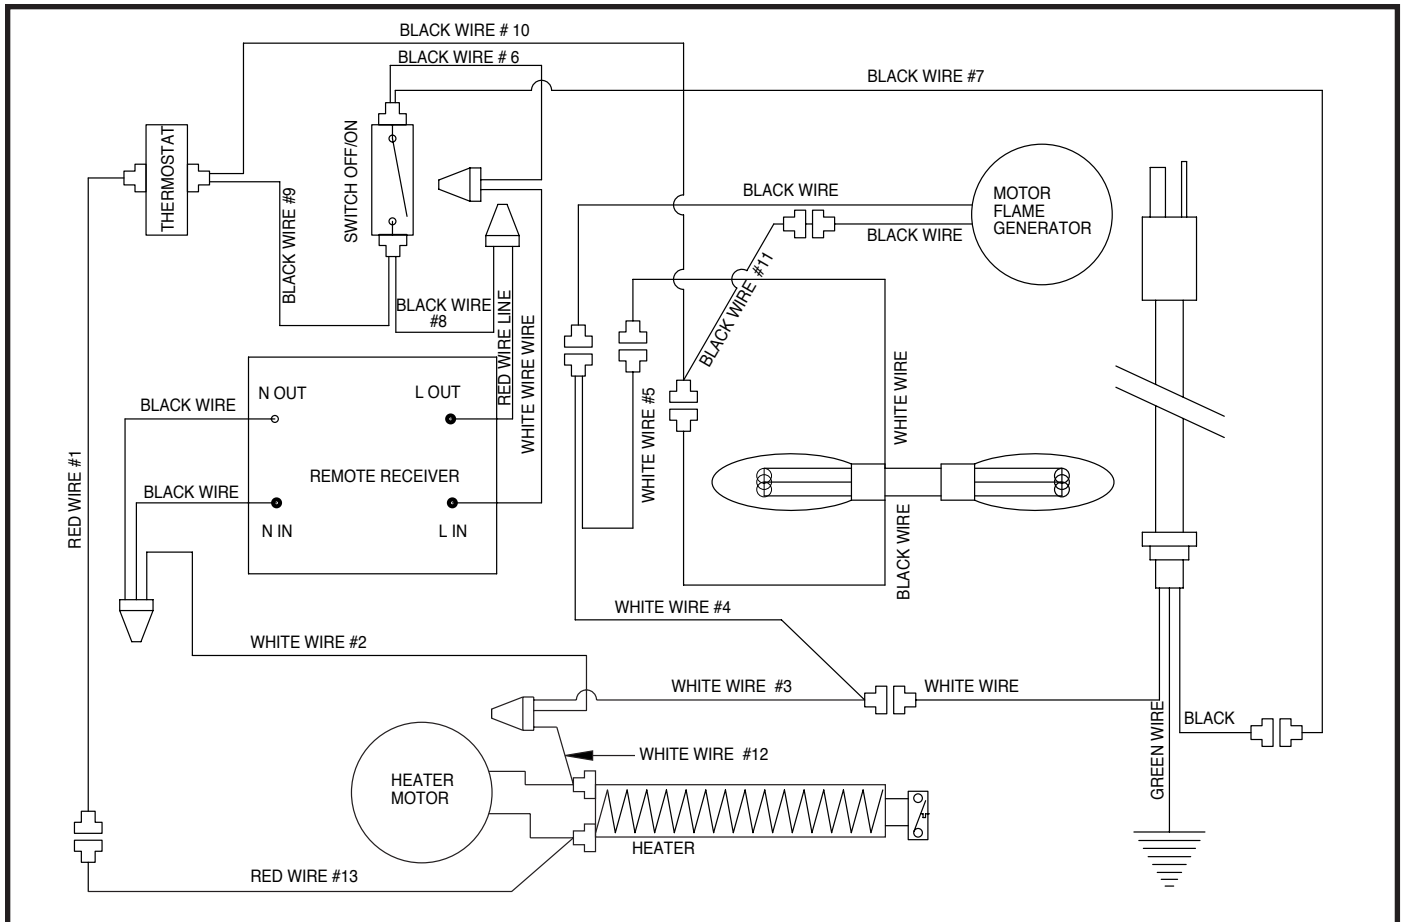 BLACK WIRE # 10
BLACK WIRE # 6
BLACK WIRE #7
THERMOSTAT
SWITCH OFF/ON
BLACK WIRE #9
BLACK WIRE
#8
RED WIRE LINE
WHITE WIRE WIRE
BLACK WIRE
BLACK WIRE
MOTOR
FLAME
GENERATOR
BLACK WIRE #11
WHITE WIRE #5
WHITE WIRE
BLACK WIRE
N OUT
L OUT
BLACK WIRE
REMOTE RECEIVER
BLACK WIRE
N IN
L IN
RED WIRE #1
WHITE WIRE #4
WHITE WIRE #2
WHITE WIRE #3
WHITE WIRE
BLACK
GREEN WIRE
WHITE WIRE #12
HEATER
MOTOR
HEATER
RED WIRE #13